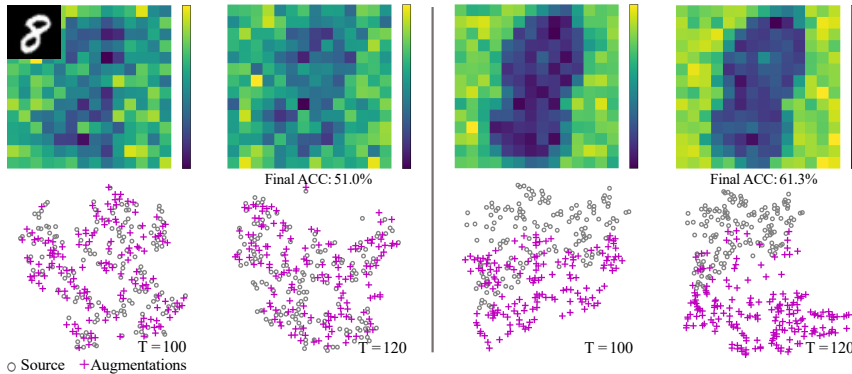 Final ACC: 51.0%
Final ACC: 61.3%
T = 100
T = 120
T = 100
T = 120
Source
Augmentations